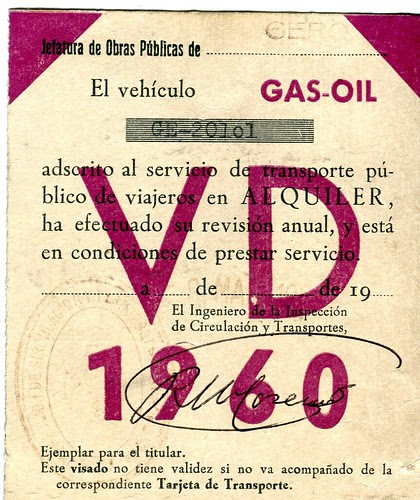 Jefatura de Obras Públicas de
El vehículo GAS-OIL
GE-20101
adscrito al servicio de transporte pú-
blico de viajeros en ALQUILER,
ha efectuado su revisión anual, y está
en condiciones de prestar servicio.
VD
a de de 19
El Ingeniero de la Inspección
de Circulación y Transportes,
1960
Ejemplar para el titular.
Este visado no tiene validez si no va acompañado de la
correspondiente Tarjeta de Transporte.